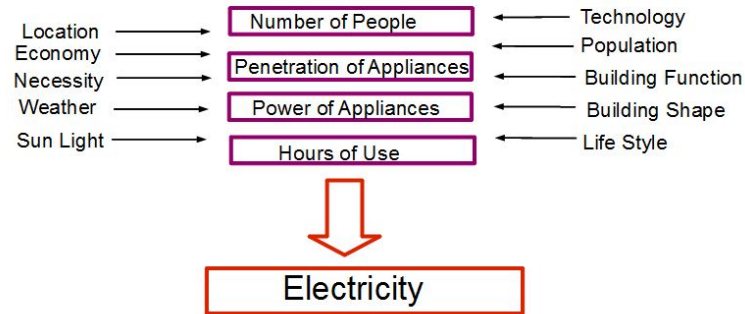 Number of People
Technology
Location
Population
Economy
Penetration of Appliances
Necessity
Building Function
Weather
Power of Appliances
Building Shape
Sun Light
Life Style
Hours of Use
Electricity